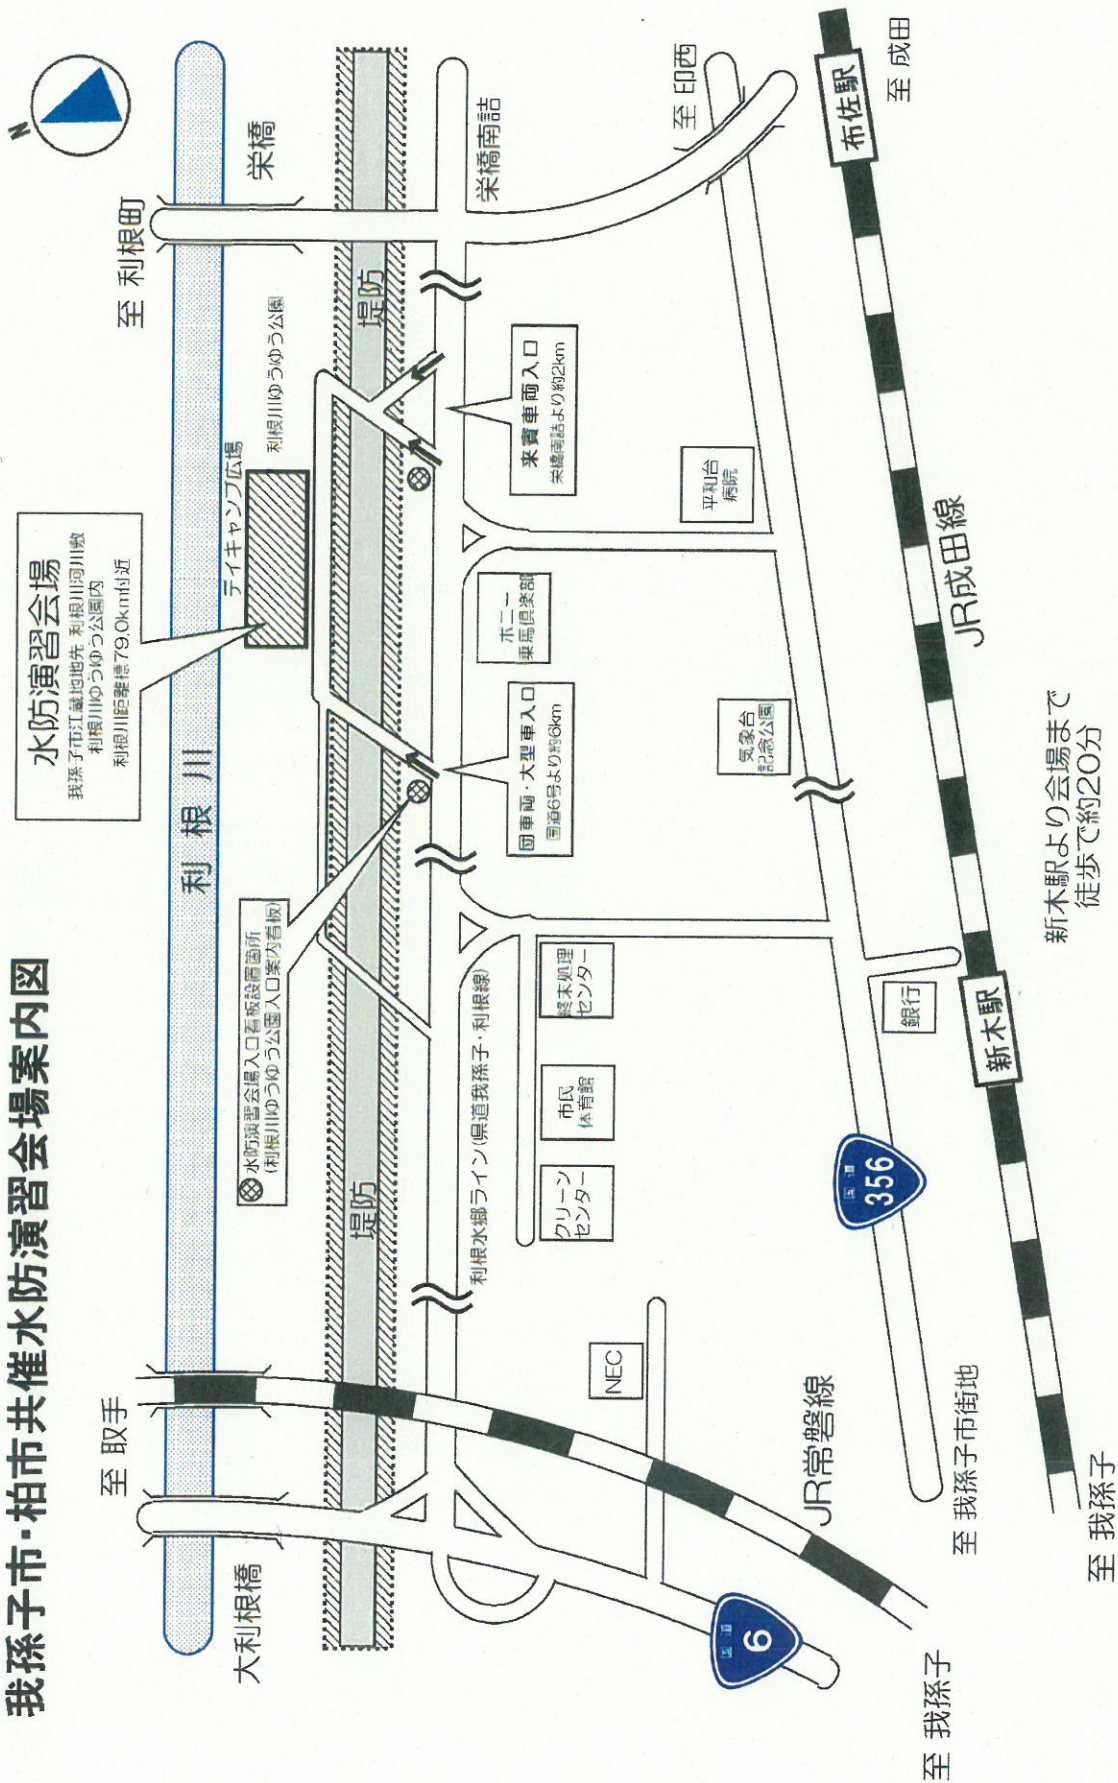 我孫子市・柏市共催水防演習会場案内図
N
水防演習会場
我孫子市江蔵地地先 利根川河川敷
利根川ゆうゆう公園内
利根川距離標79.0km付近
至 取手
至 利根町
利根川
大利根橋
栄橋
デイキャンプ広場
利根川ゆうゆう公園
水防演習会場入口看板設置箇所
(利根川ゆうゆう公園入口案内看板)
堤防
堤防
利根水郷ライン(県道我孫子・利根線)
栄橋南詰
団車両・大型車入口
国道6号より約6km
来賓車両入口
栄橋南詰より約2km
クリーン
センター
市民
体育館
終末処理
センター
ポニー
乗馬倶楽部
NEC
気象台
記念公園
平和台
病院
至 印西
国道
6
JR常磐線
国道
356
銀行
新木駅
JR成田線
布佐駅
至 成田
至 我孫子
至 我孫子市街地
至 我孫子
新木駅より会場まで
徒歩で約20分